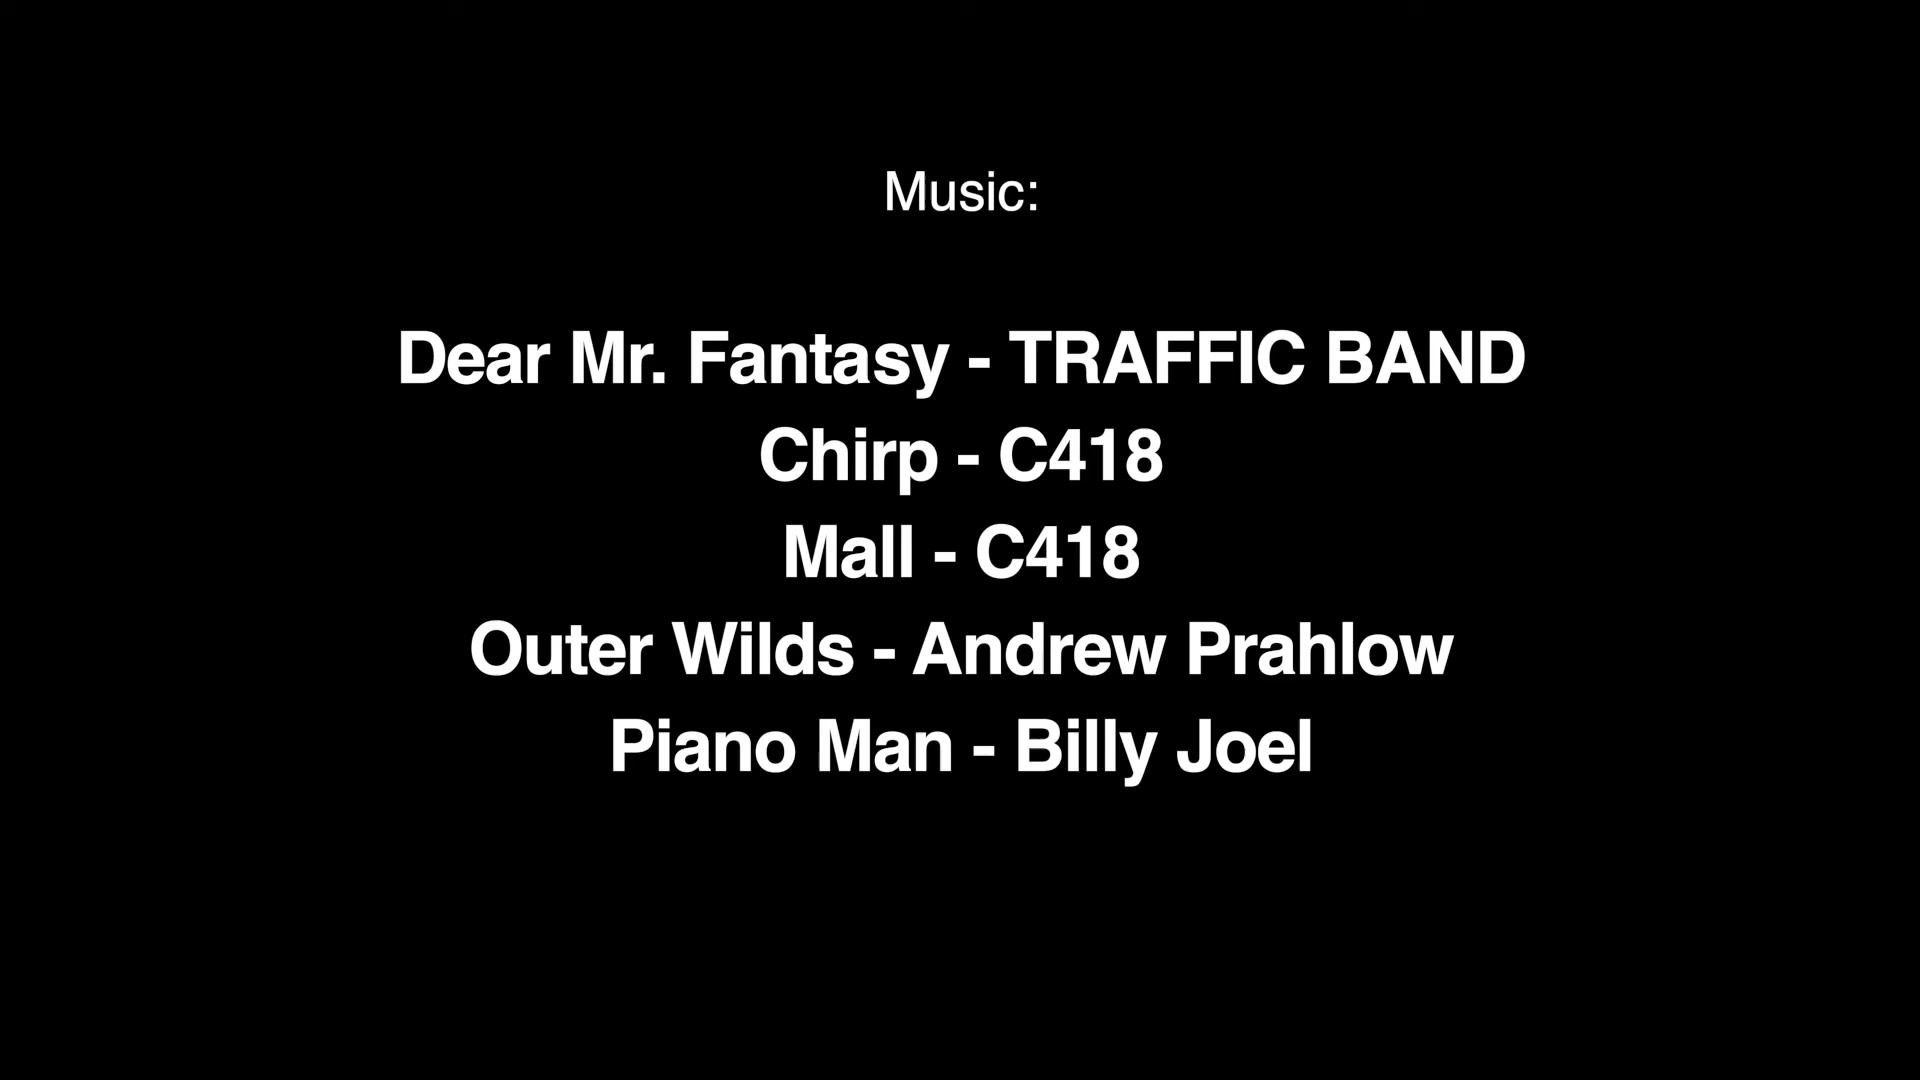 Music:
Dear Mr. Fantasy - TRAFFIC BAND
Chirp - C418
Mall - C418
Outer Wilds - Andrew Prahlow
Piano Man - Billy Joel